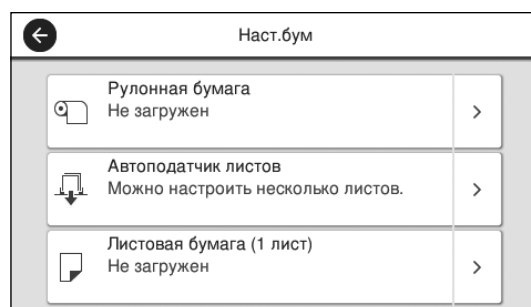 Наст.бум
Рулонная бумага
Не загружен
Автоподатчик листов
Можно настроить несколько листов.
Листовая бумага (1 лист)
Не загружен